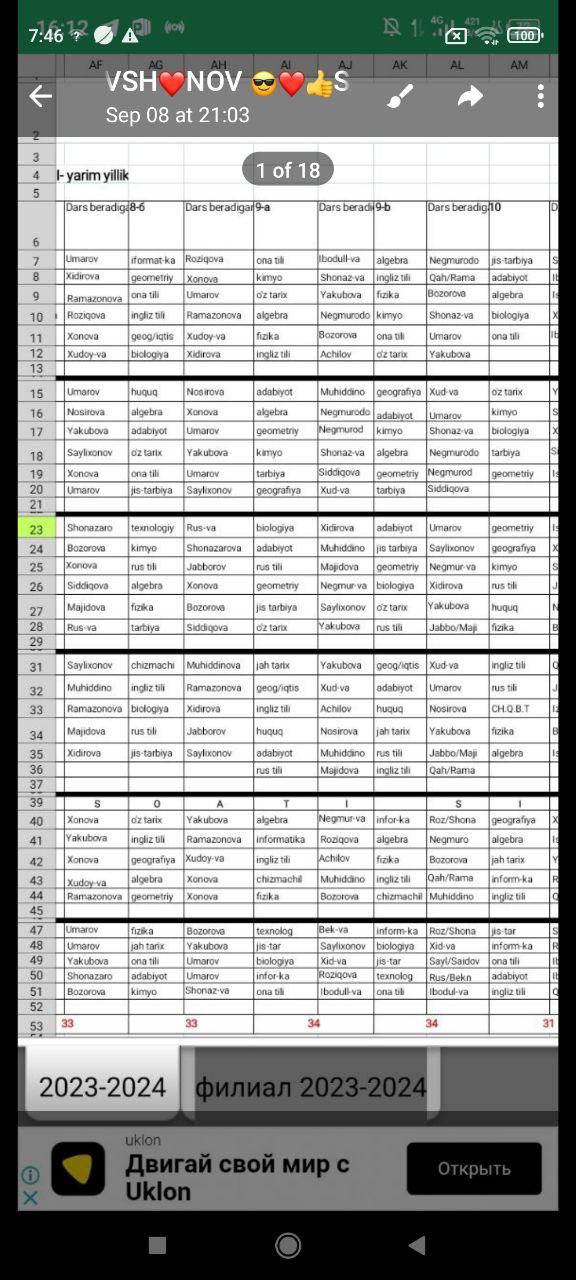 16:12 4G 421
7:46 ? 100
AF AG AH AI AJ AK AL AM
VSH❤️NOV 😎❤️👍S
Sep 08 at 21:03
1 of 18
2
3
4 I- yarim yillik
5
6 Dars beradiga 8-б Dars beradigan 9-a Dars beradi 9-b Dars beradig 10 D
7 Umarov iformat-ka Roziqova ona tili Ibodull-va algebra Negmurodo jis-tarbiya S
8 Xidirova geometriy Xonova kimyo Shonaz-va ingliz tili Qah/Rama adabiyot Ib
9 Ramazonova ona tili Umarov o'z tarix Yakubova fizika Bozorova algebra Is
10 Roziqova ingliz tili Ramazonova algebra Negmurodo kimyo Shonaz-va biologiya X
11 Xonova geog/iqtis Xudoy-va fizika Bozorova ona tili Umarov ona tili Ib
12 Xudoy-va biologiya Xidirova ingliz tili Achilov o'z tarix Yakubova
13
15 Umarov huquq Nosirova adabiyot Muhiddino geografiya Xud-va o'z tarix Y
16 Nosirova algebra Xonova algebra Negmurodo adabiyot Umarov kimyo S
17 Yakubova adabiyot Umarov geometriy Negmurod kimyo Shonaz-va biologiya X
18 Saylixonov o'z tarix Yakubova kimyo Shonaz-va algebra Negmurodo tarbiya S
19 Xonova ona tili Umarov tarbiya Siddiqova geometriy Negmurod geometriy Is
20 Umarov jis-tarbiya Saylixonov geografiya Xud-va tarbiya Siddiqova
21
23 Shonazaro texnologiy Rus-va biologiya Xidirova adabiyot Umarov geometriy Is
24 Bozorova kimyo Shonazarova adabiyot Muhiddino jis tarbiya Saylixonov geografiya X
25 Xonova rus tili Jabborov rus tili Majidova geometriy Negmur-va kimyo S
26 Siddiqova algebra Xonova geometriy Negmur-va biologiya Xidirova rus tili J
27 Majidova fizika Bozorova jis tarbiya Saylixonov o'z tarix Yakubova huquq N
28 Rus-va tarbiya Siddiqova o'z tarix Yakubova rus tili Jabbo/Maji fizika B
29
31 Saylixonov chizmachi Muhiddinova jah tarix Yakubova geog/iqtis Xud-va ingliz tili Q
32 Muhiddino ingliz tili Ramazonova geog/iqtis Xud-va adabiyot Umarov rus tili J
33 Ramazonova biologiya Xidirova ingliz tili Achilov huquq Nosirova CH.Q.B.T Iz
34 Majidova rus tili Jabborov huquq Nosirova jah tarix Yakubova fizika B
35 Xidirova jis-tarbiya Saylixonov adabiyot Muhiddino rus tili Jabbo/Maji algebra Is
36 rus tili Majidova ingliz tili Qah/Rama
37
39 S O A T I S I
40 Xonova o'z tarix Yakubova algebra Negmur-va infor-ka Roz/Shona geografiya X
41 Yakubova ingliz tili Ramazonova informatika Roziqova algebra Negmuro algebra Is
42 Xonova geografiya Xudoy-va ingliz tili Achilov fizika Bozorova jah tarix Y
43 Xudoy-va algebra Xonova chizmachil Muhiddino ingliz tili Qah/Rama inform-ka R
44 Ramazonova geometriy Xonova fizika Bozorova chizmachil Muhiddino ingliz tili Q
45
47 Umarov fizika Bozorova texnolog Bek-va inform-ka Roz/Shona jis-tar S
48 Umarov jah tarix Yakubova jis-tar Saylixonov biologiya Xid-va inform-ka R
49 Yakubova ona tili Umarov biologiya Xid-va jis-tar Sayl/Saidov ona tili Ib
50 Shonazaro adabiyot Umarov infor-ka Roziqova texnolog Rus/Bekn adabiyot Ib
51 Bozorova kimyo Shonaz-va ona tili Ibodull-va ona tili Ibodul-va ingliz tili Q
52
53 33 33 34 34 31
2023-2024 филиал 2023-2024
uklon
Двигай свой мир с
Uklon
Открыть